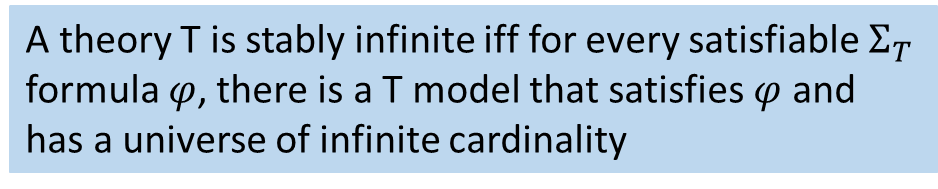 A theory T is stably infinite iff for every satisfiable Σ_T
formula φ, there is a T model that satisfies φ and
has a universe of infinite cardinality